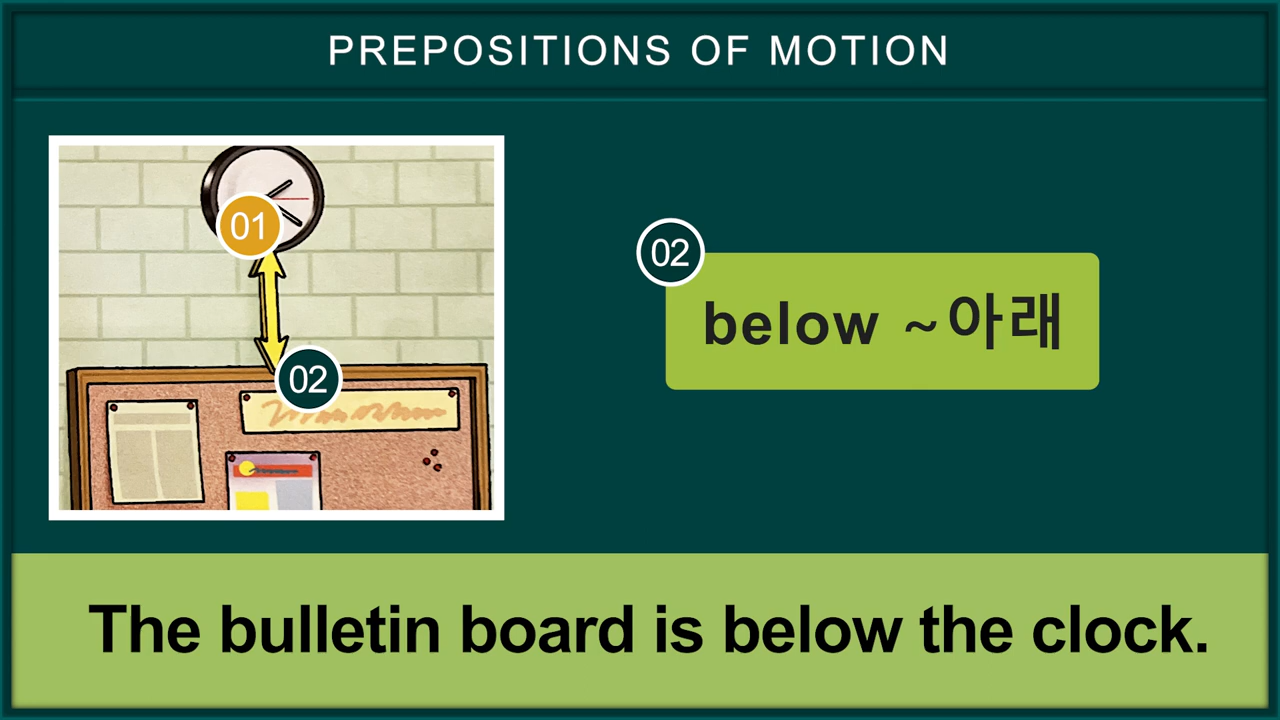 PREPOSITIONS OF MOTION
01
02
02
below ~아래
The bulletin board is below the clock.